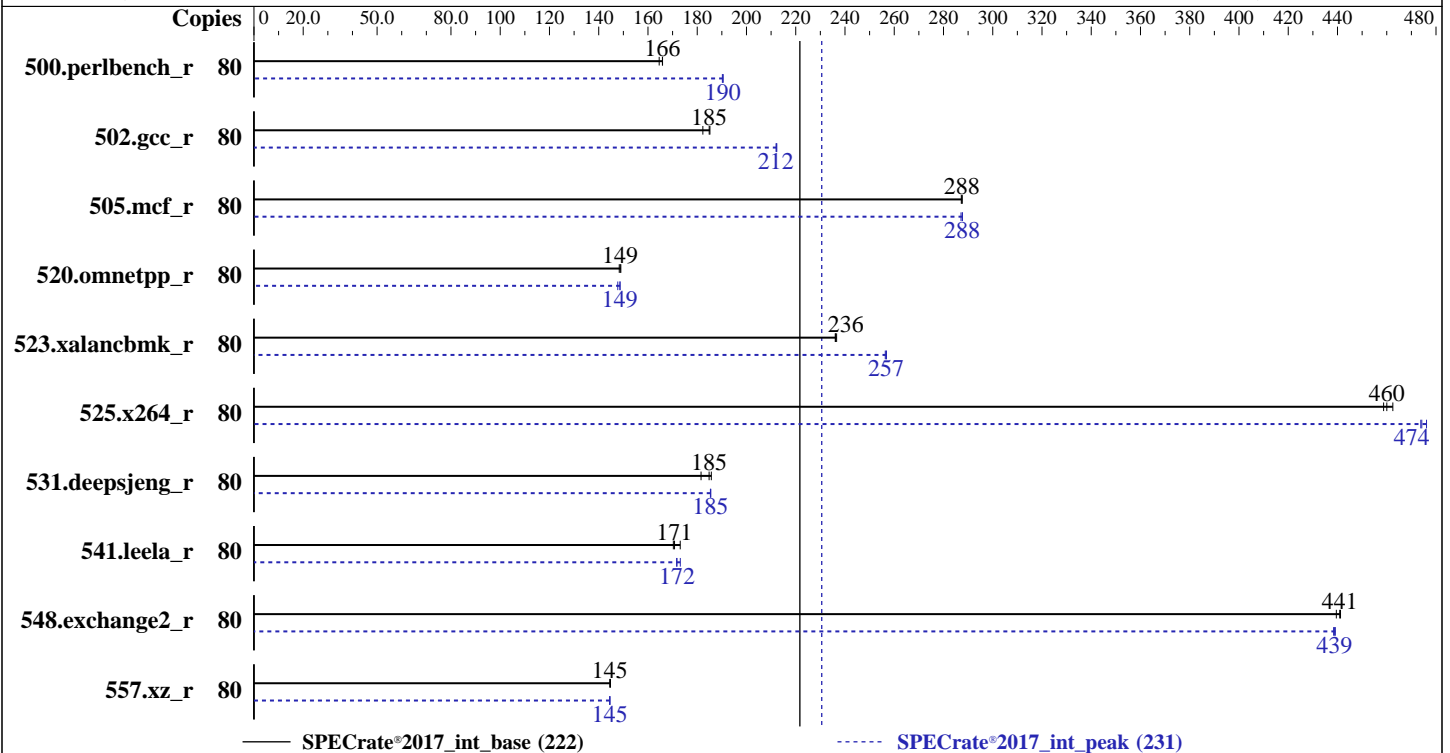 Copies 0 20.0 50.0 80.0 100 120 140 160 180 200 220 240 260 280 300 320 340 360 380 400 420 440 480
166
500.perlbench_r 80
190
185
502.gcc_r 80
212
288
505.mcf_r 80
288
149
520.omnetpp_r 80
149
236
523.xalancbmk_r 80
257
460
525.x264_r 80
474
185
531.deepsjeng_r 80
185
171
541.leela_r 80
172
441
548.exchange2_r 80
439
145
557.xz_r 80
145
SPECrate®2017_int_base (222) SPECrate®2017_int_peak (231)